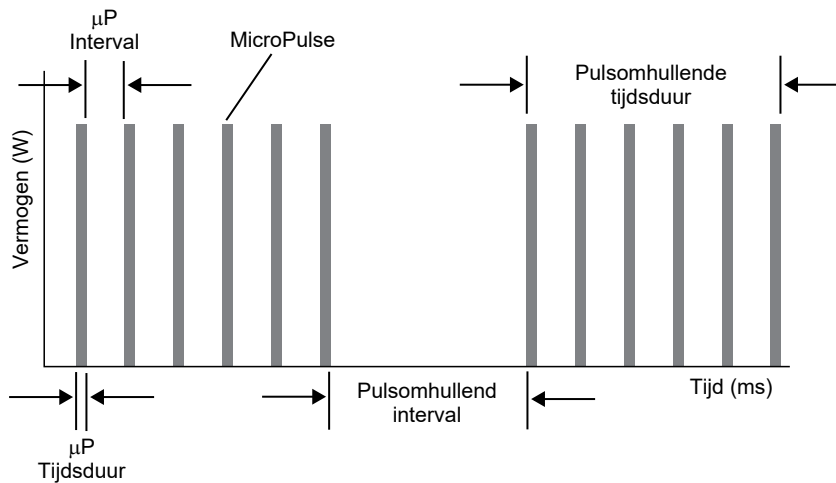 μP
Interval
MicroPulse
Pulsomhullende
tijdsduur
Vermogen (W)
Pulsomhullend
interval
Tijd (ms)
μP
Tijdsduur